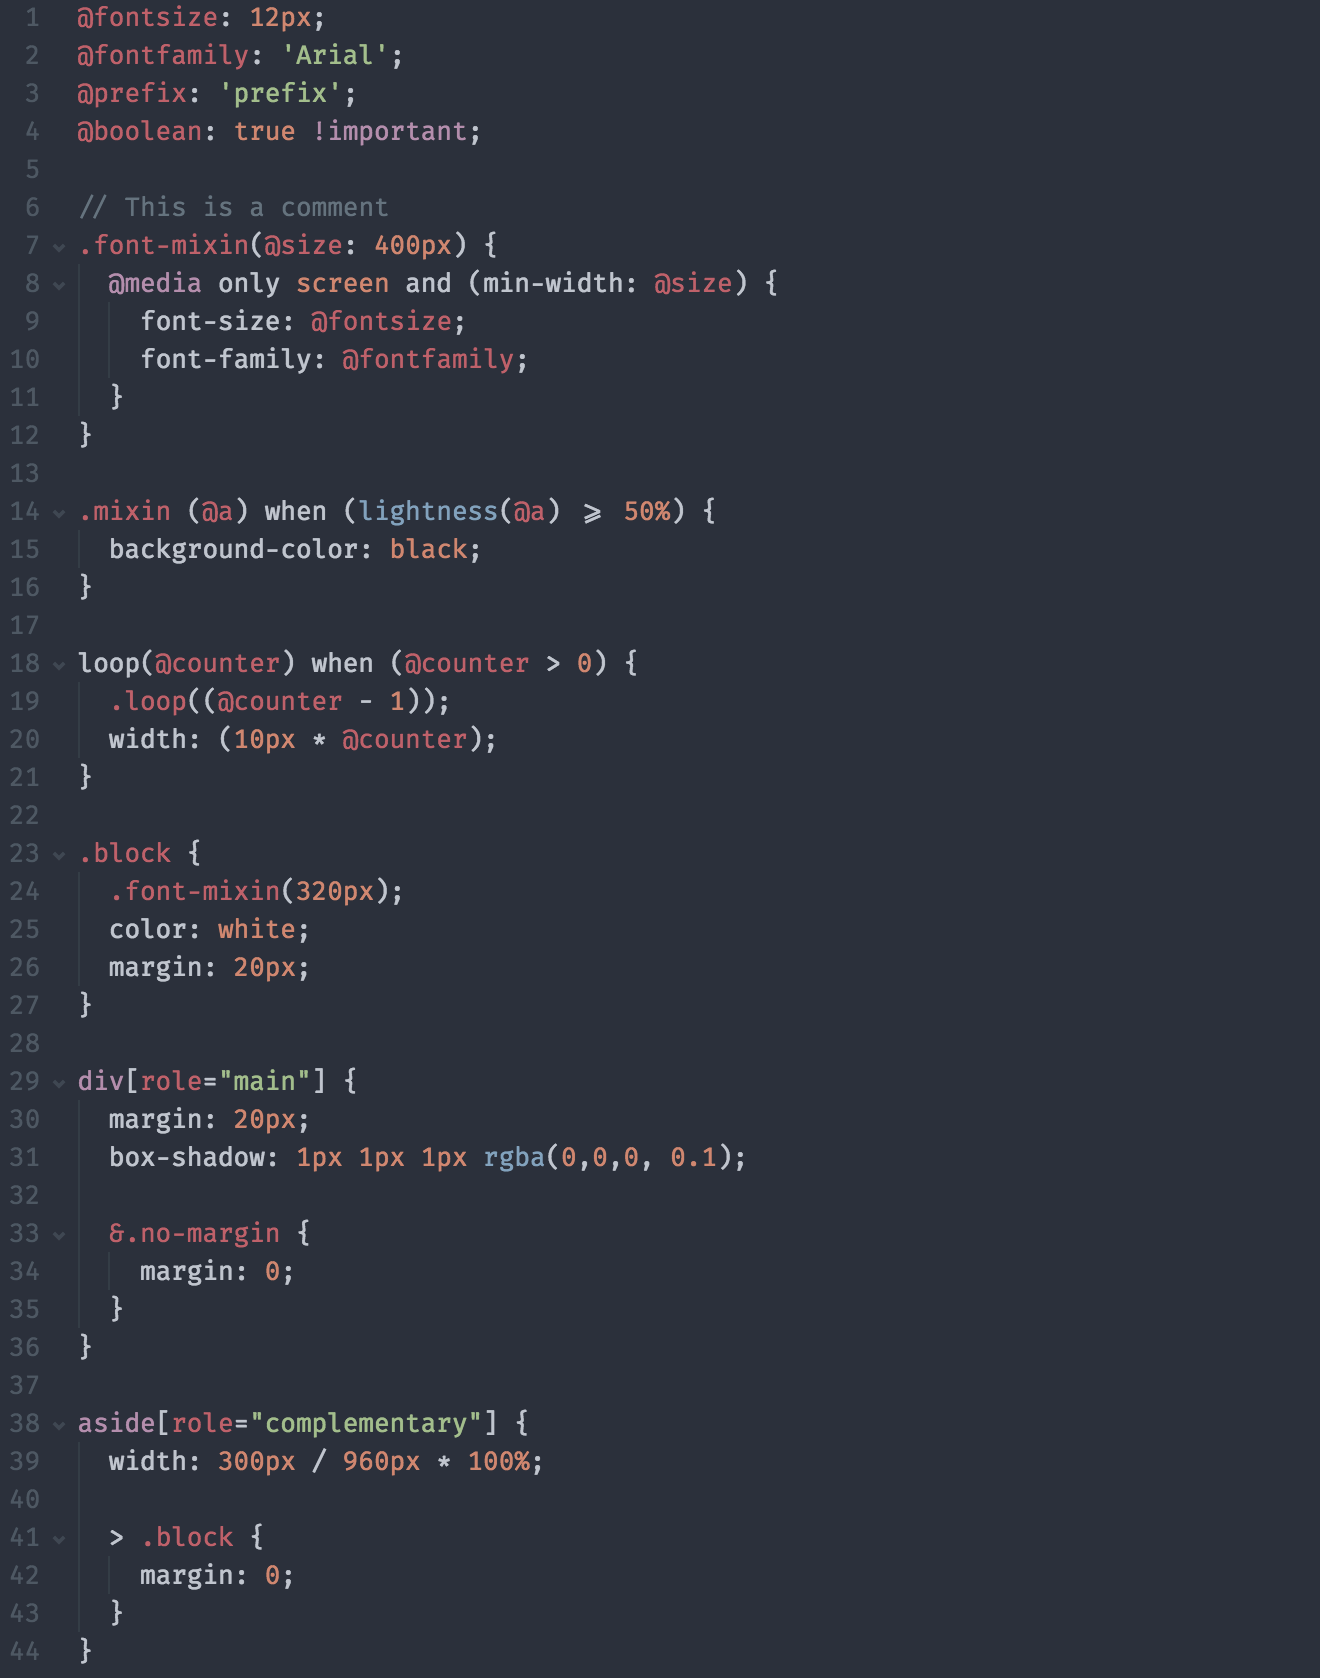 1 @fontsize: 12px;
2 @fontfamily: 'Arial';
3 @prefix: 'prefix';
4 @boolean: true !important;
5
6 // This is a comment
7 .font-mixin(@size: 400px) {
8   @media only screen and (min-width: @size) {
9     font-size: @fontsize;
10     font-family: @fontfamily;
11   }
12 }
13
14 .mixin (@a) when (lightness(@a) >= 50%) {
15   background-color: black;
16 }
17
18 loop(@counter) when (@counter > 0) {
19   .loop((@counter - 1));
20   width: (10px * @counter);
21 }
22
23 .block {
24   .font-mixin(320px);
25   color: white;
26   margin: 20px;
27 }
28
29 div[role="main"] {
30   margin: 20px;
31   box-shadow: 1px 1px 1px rgba(0,0,0, 0.1);
32
33   &.no-margin {
34     margin: 0;
35   }
36 }
37
38 aside[role="complementary"] {
39   width: 300px / 960px * 100%;
40
41   > .block {
42     margin: 0;
43   }
44 }